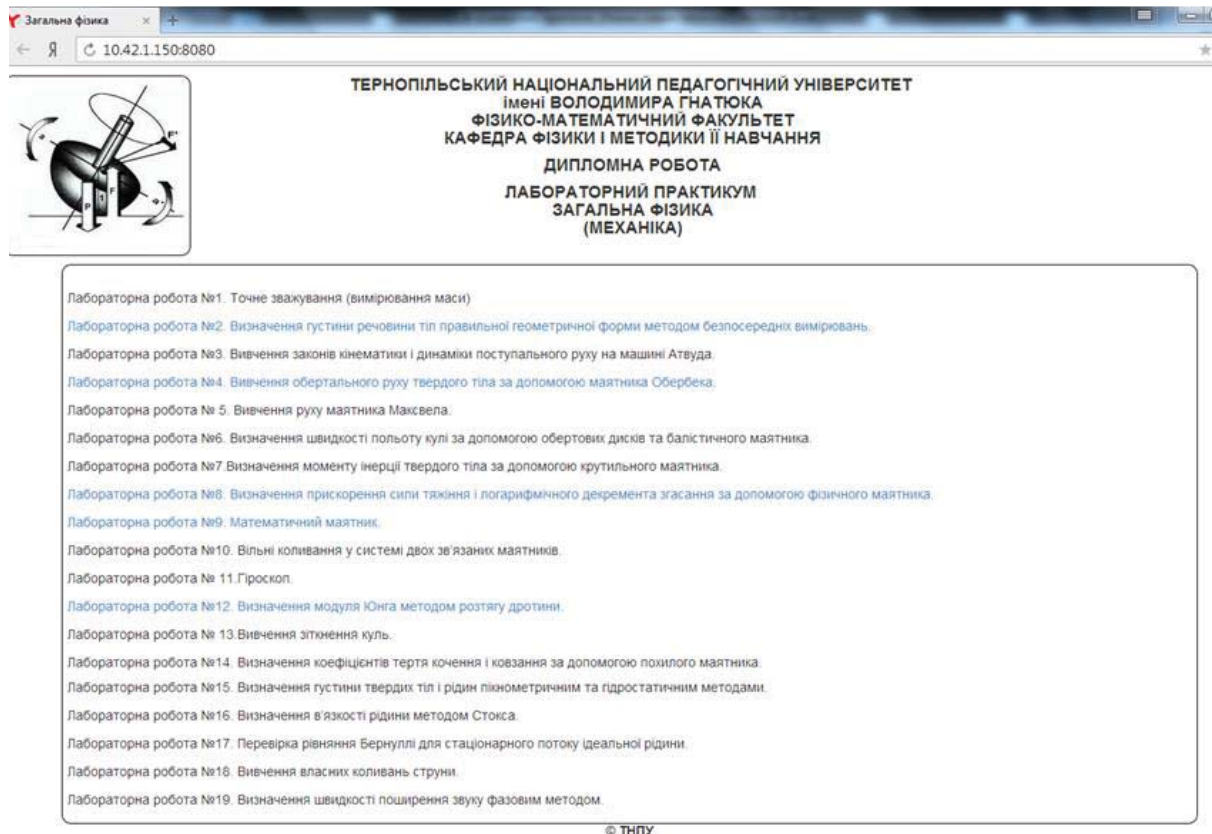 Загальна фізика
Я 10.42.1.150:8080
ТЕРНОПІЛЬСЬКИЙ НАЦІОНАЛЬНИЙ ПЕДАГОГІЧНИЙ УНІВЕРСИТЕТ
імені ВОЛОДИМИРА ГНАТЮКА
ФІЗИКО-МАТЕМАТИЧНИЙ ФАКУЛЬТЕТ
КАФЕДРА ФІЗИКИ І МЕТОДИКИ ЇЇ НАВЧАННЯ
ДИПЛОМНА РОБОТА
ЛАБОРАТОРНИЙ ПРАКТИКУМ
ЗАГАЛЬНА ФІЗИКА
(МЕХАНІКА)
F'
P
1
F
Лабораторна робота №1. Точне зважування (вимірювання маси)
Лабораторна робота №2. Визначення густини речовини тіл правильної геометричної форми методом безпосередніх вимірювань.
Лабораторна робота №3. Вивчення законів кінематики і динаміки поступального руху на машині Атвуда.
Лабораторна робота №4. Вивчення обертального руху твердого тіла за допомогою маятника Обербека.
Лабораторна робота № 5. Вивчення руху маятника Максвела.
Лабораторна робота №6. Визначення швидкості польоту кулі за допомогою обертових дисків та балістичного маятника.
Лабораторна робота №7.Визначення моменту інерції твердого тіла за допомогою крутильного маятника.
Лабораторна робота №8. Визначення прискорення сили тяжіння і логарифмічного декремента згасання за допомогою фізичного маятника.
Лабораторна робота №9. Математичний маятник.
Лабораторна робота №10. Вільні коливання у системі двох зв'язаних маятників.
Лабораторна робота № 11.Гіроскоп.
Лабораторна робота №12. Визначення модуля Юнга методом розтягу дротини.
Лабораторна робота № 13.Вивчення зіткнення куль.
Лабораторна робота №14. Визначення коефіцієнтів тертя кочення і ковзання за допомогою похилого маятника.
Лабораторна робота №15. Визначення густини твердих тіл і рідин пікнометричним та гідростатичним методами.
Лабораторна робота №16. Визначення в'язкості рідини методом Стокса.
Лабораторна робота №17. Перевірка рівняння Бернуллі для стаціонарного потоку ідеальної рідини.
Лабораторна робота №18. Вивчення власних коливань струни.
Лабораторна робота №19. Визначення швидкості поширення звуку фазовим методом.
© ТНПУ